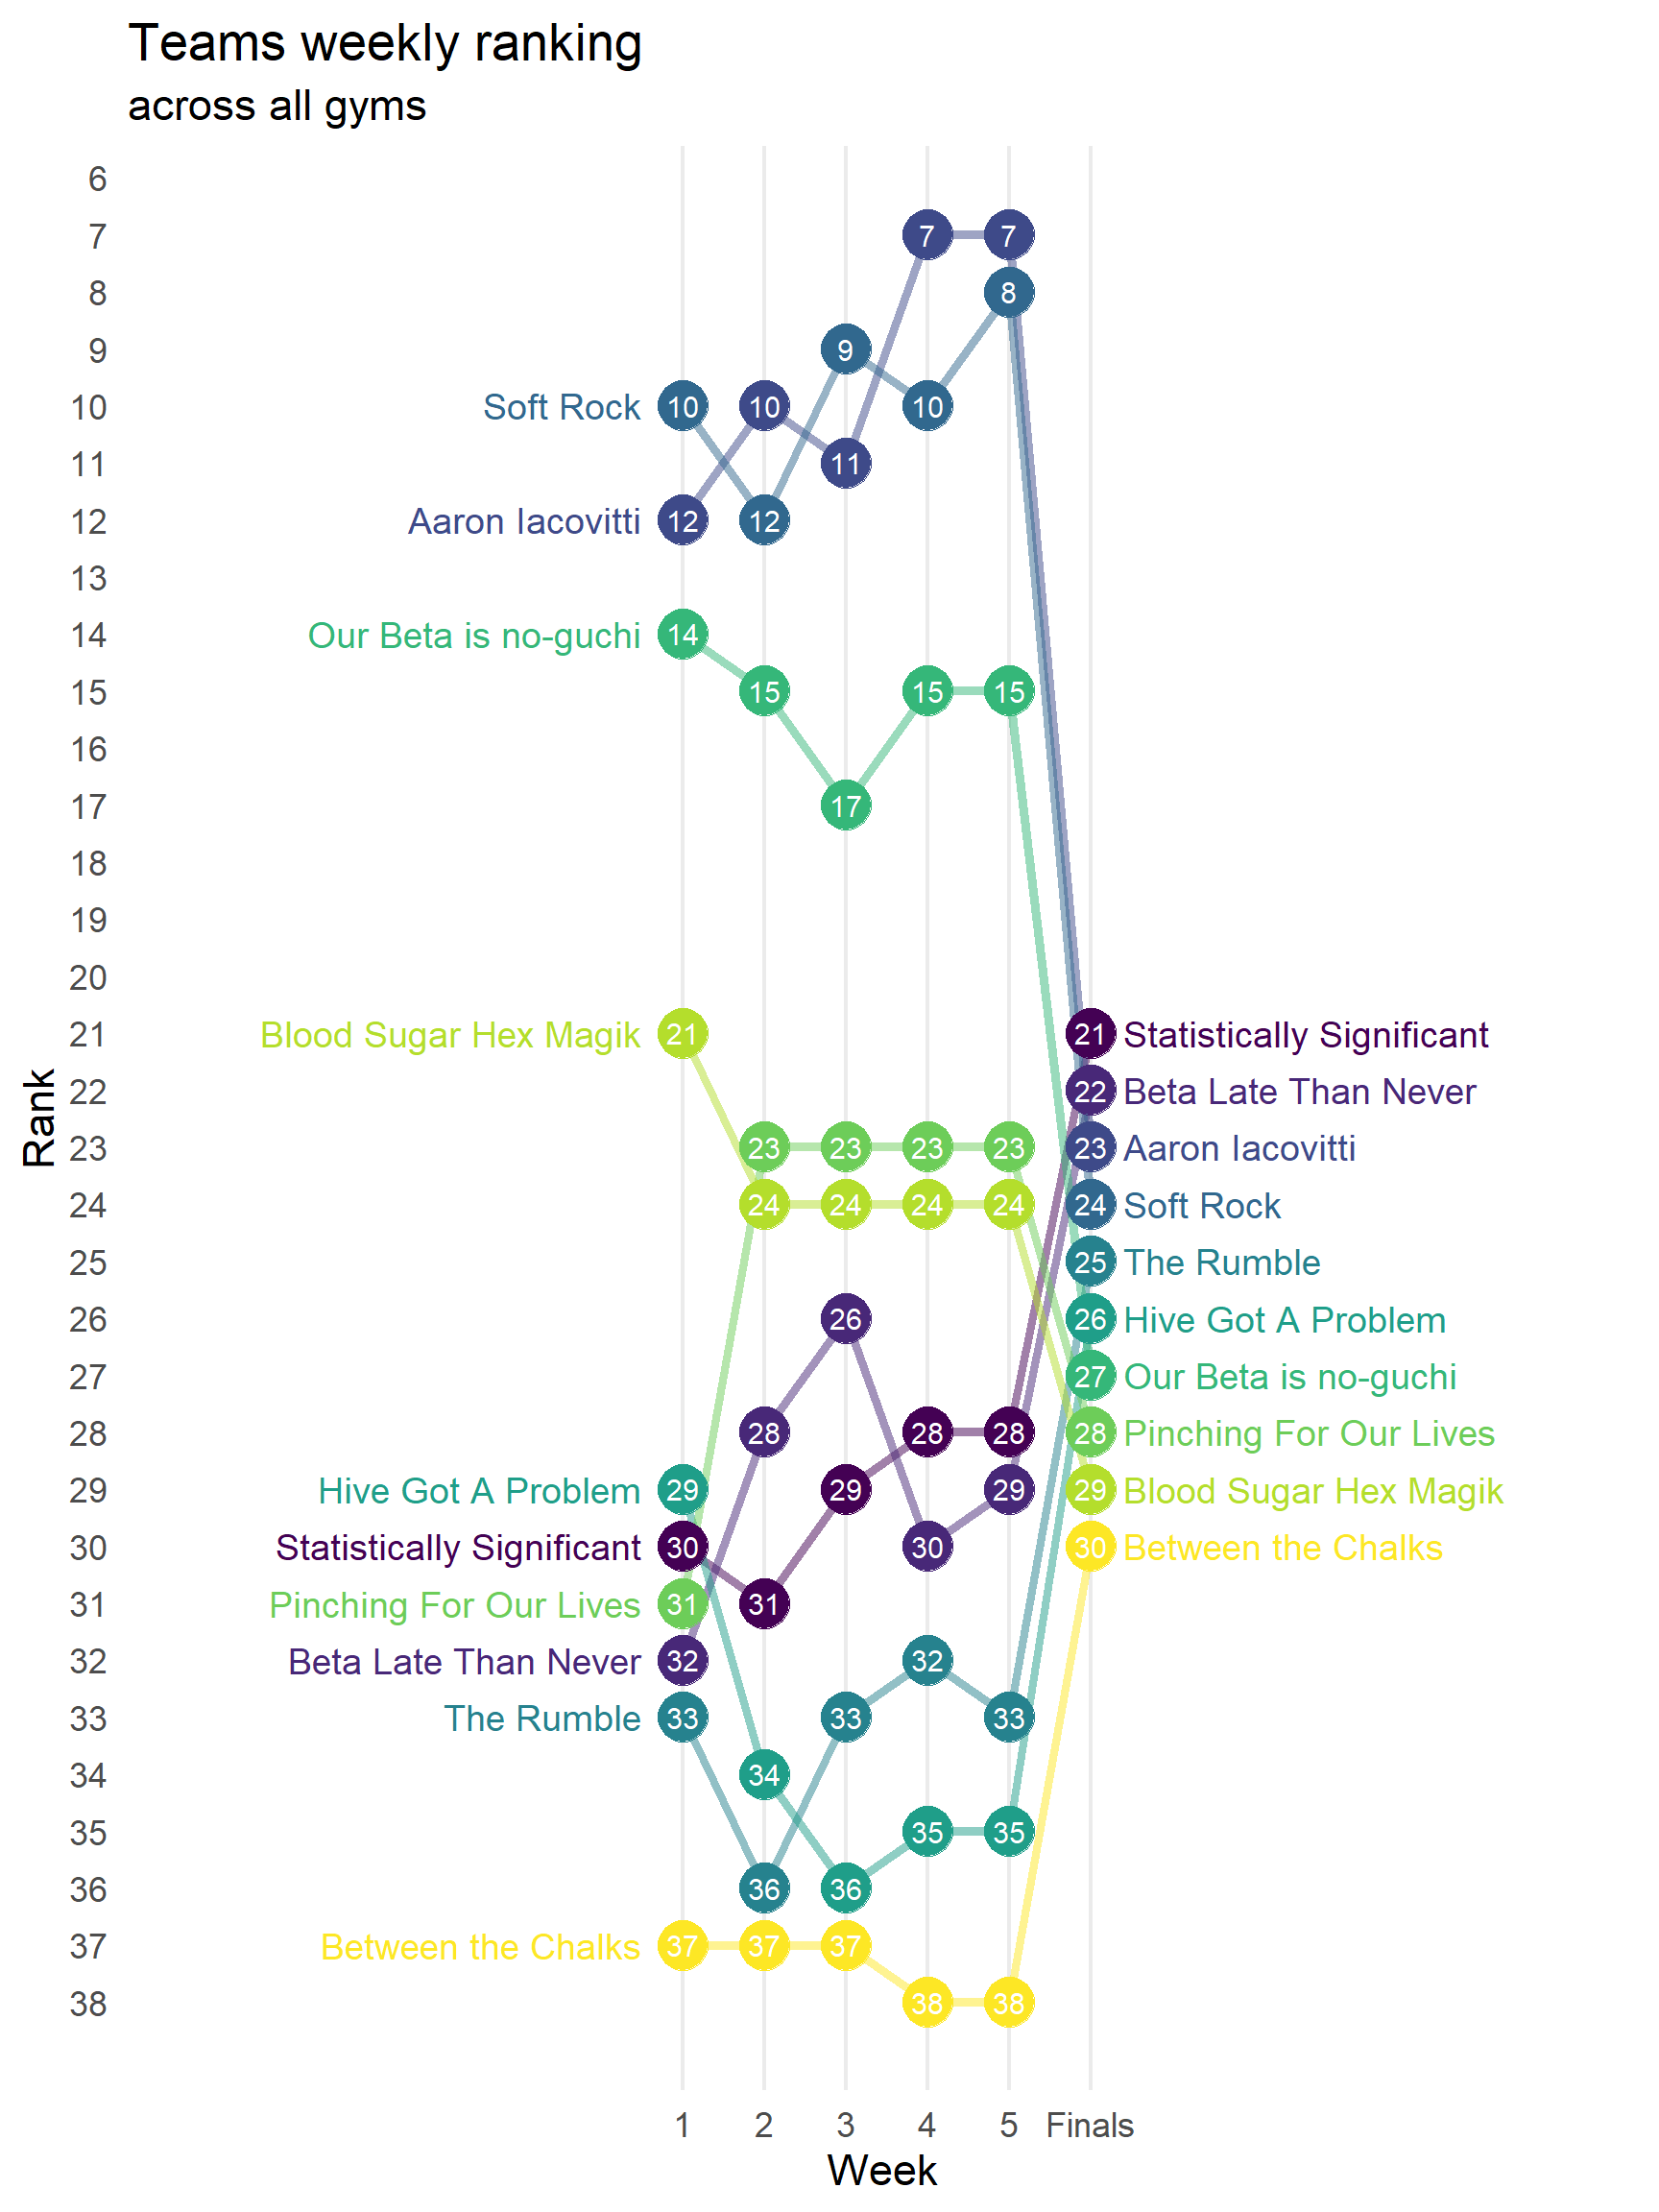 Teams weekly ranking
across all gyms
6
7 7 7
8 8
9 9
10 Soft Rock 10 10 10
11 11
12 Aaron Iacovitti 12 12
13
14 Our Beta is no-guchi 14
15 15 15 15
16
17 17
18
19
20
21 Blood Sugar Hex Magik 21 21 Statistically Significant
22 22 Beta Late Than Never
23 23 23 23 23 23 Aaron Iacovitti
24 24 24 24 24 24 Soft Rock
25 25 The Rumble
26 26 26 Hive Got A Problem
27 27 Our Beta is no-guchi
28 28 28 28 28 Pinching For Our Lives
29 Hive Got A Problem 29 29 29 29 Blood Sugar Hex Magik
30 Statistically Significant 30 30 30 Between the Chalks
31 Pinching For Our Lives 31 31
32 Beta Late Than Never 32 32
33 The Rumble 33 33 33
34 34
35 35 35
36 36 36
37 Between the Chalks 37 37 37
38 38 38
Rank
1 2 3 4 5 Finals
Week